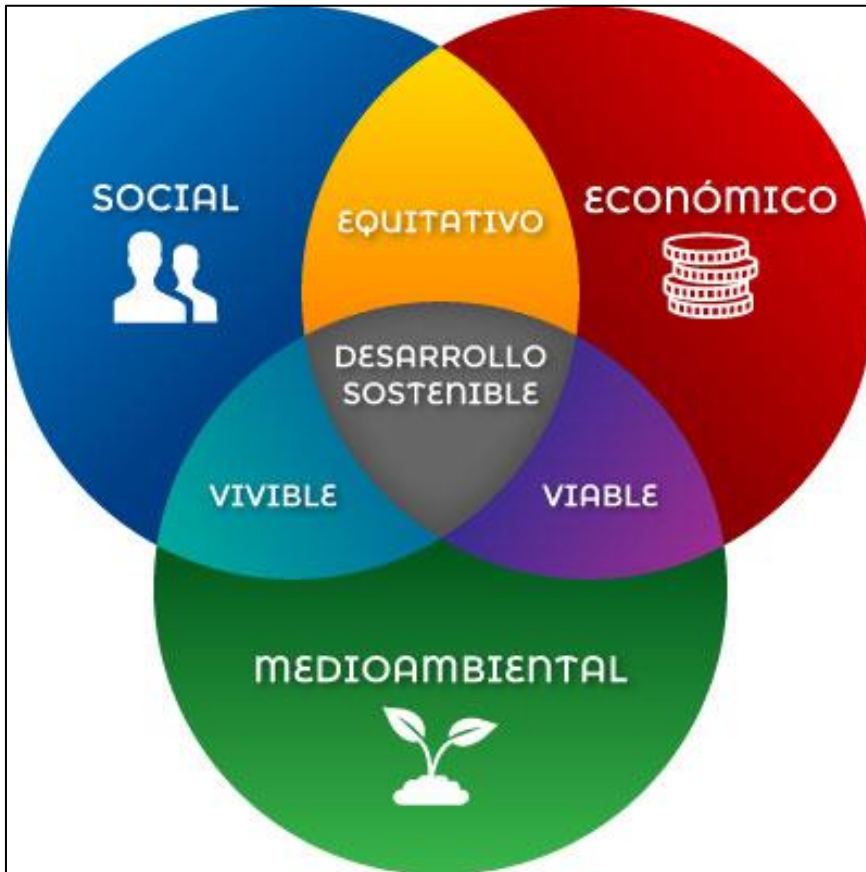 SOCIAL
ECONÓMICO
EQUITATIVO
DESARROLLO
SOSTENIBLE
VIVIBLE
VIABLE
MEDIOAMBIENTAL